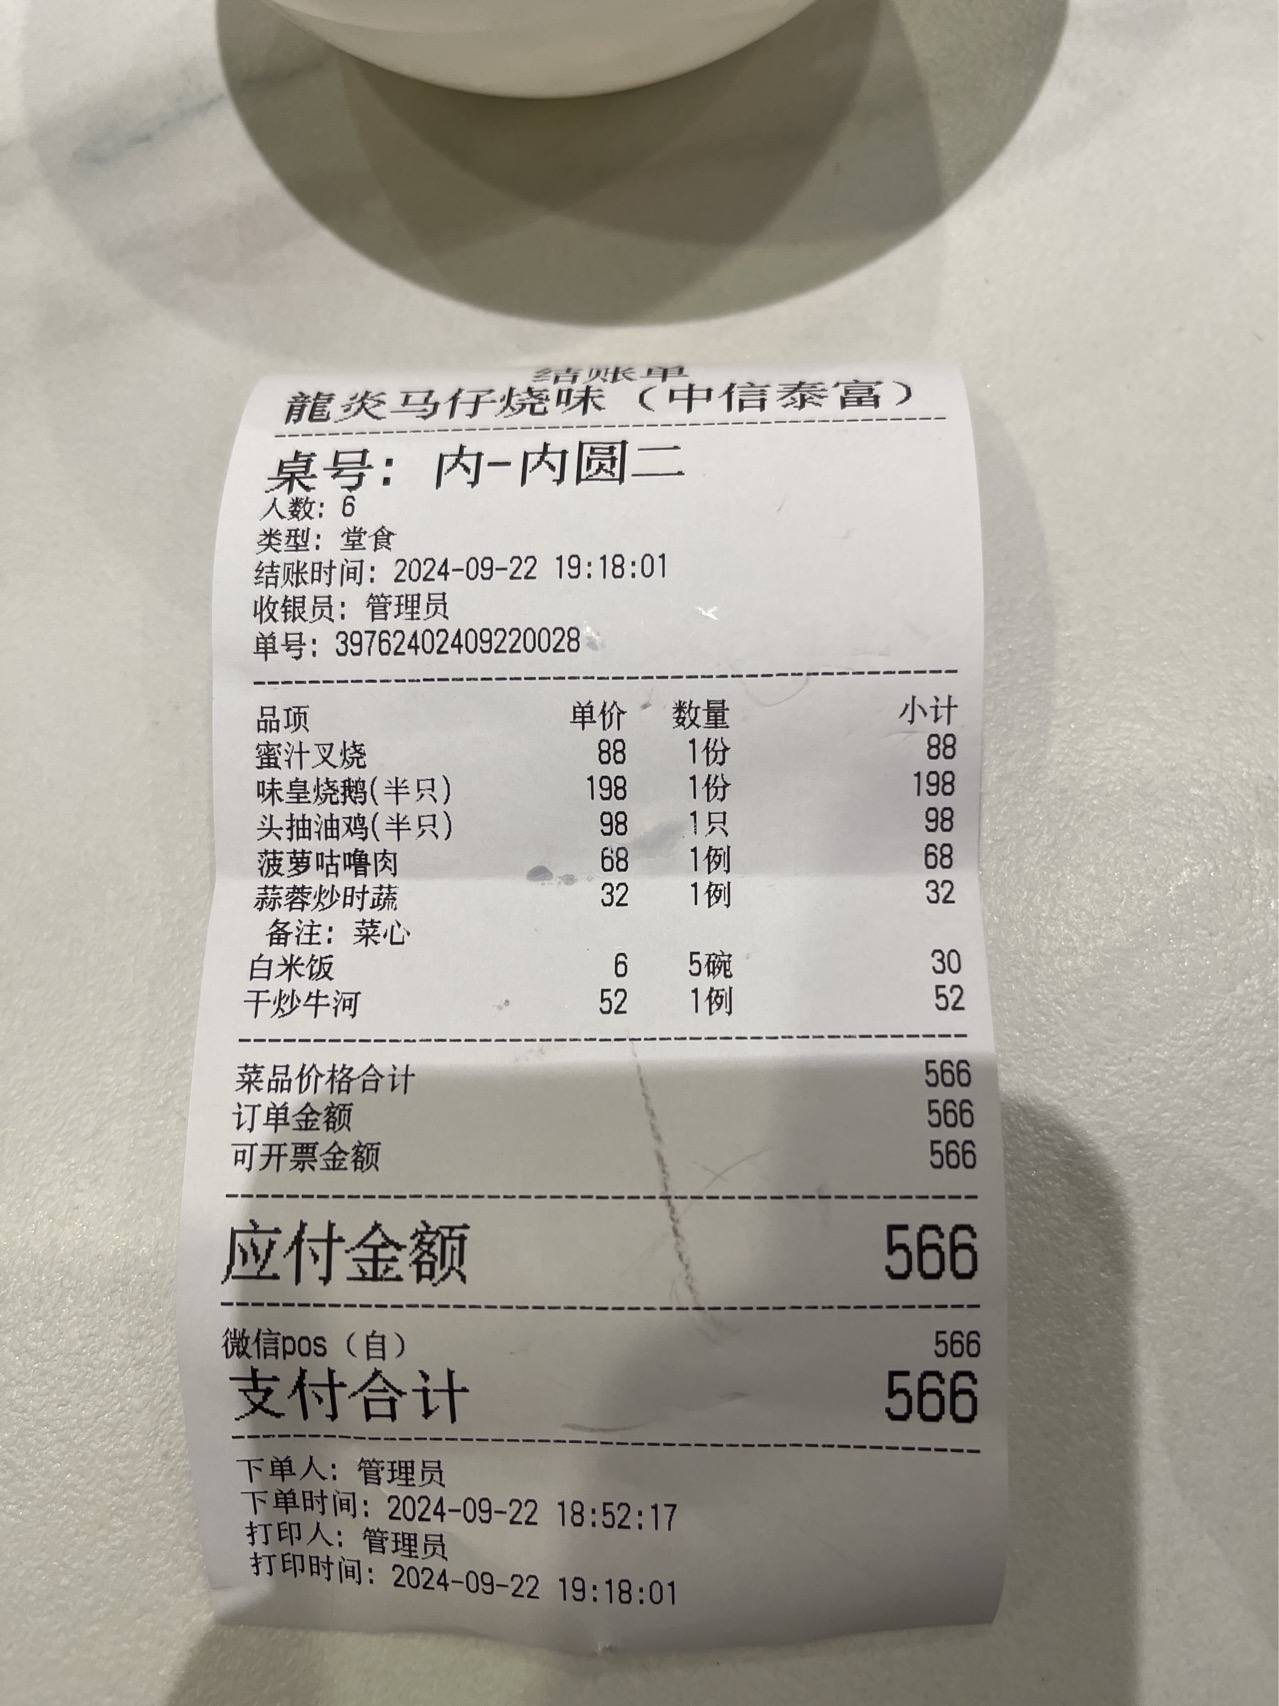 结账单
龍炎马仔烧味（中信泰富）
桌号: 内-内圆二
人数: 6
类型: 堂食
结账时间: 2024-09-22 19:18:01
收银员: 管理员
单号: 39762402409220028
品项 单价 数量 小计
蜜汁叉烧 88 1份 88
味皇烧鹅(半只) 198 1份 198
头抽油鸡(半只) 98 1只 98
菠萝咕噜肉 68 1例 68
蒜蓉炒时蔬 32 1例 32
备注: 菜心
白米饭 6 5碗 30
干炒牛河 52 1例 52
菜品价格合计 566
订单金额 566
可开票金额 566
应付金额 566
微信pos（自） 566
支付合计 566
下单人: 管理员
下单时间: 2024-09-22 18:52:17
打印人: 管理员
打印时间: 2024-09-22 19:18:01